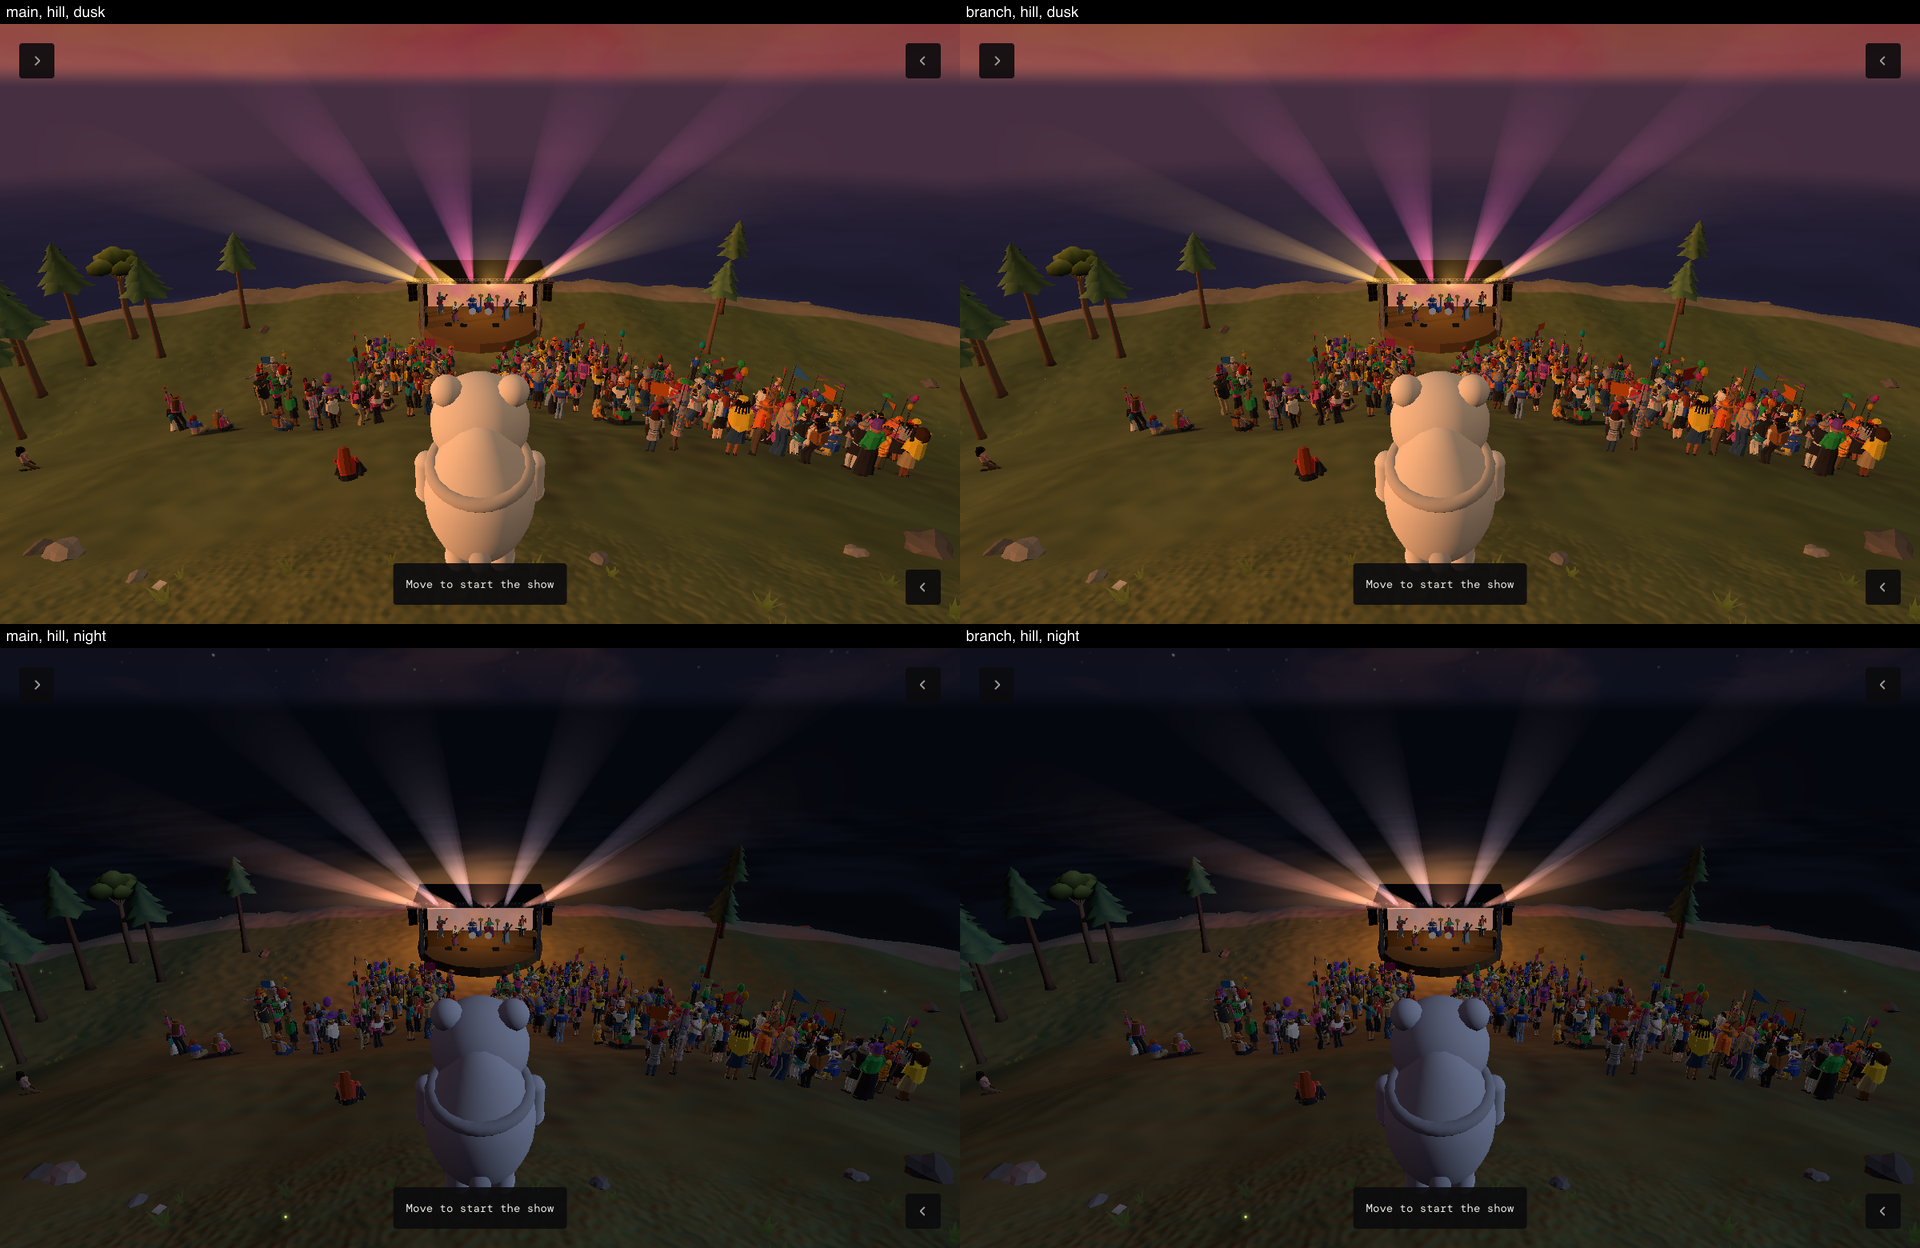 main, hill, dusk
branch, hill, dusk
Move to start the show
Move to start the show
main, hill, night
branch, hill, night
Move to start the show
Move to start the show